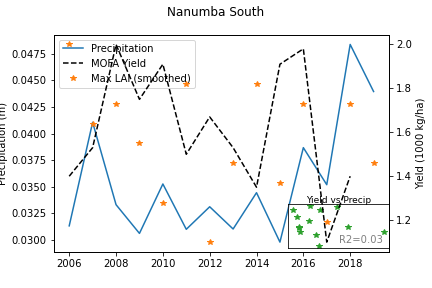 Nanumba South
Precipitation
MOFA Yield
Max LAI (smoothed)
0.0475
0.0450
0.0425
0.0400
0.0375
0.0350
0.0325
0.0300
Precipitation (m)
2.0
1.8
1.6
1.4
1.2
Yield (1000 kg/ha)
Yield vs Precip
R2=0.03
2006 2008 2010 2012 2014 2016 2018